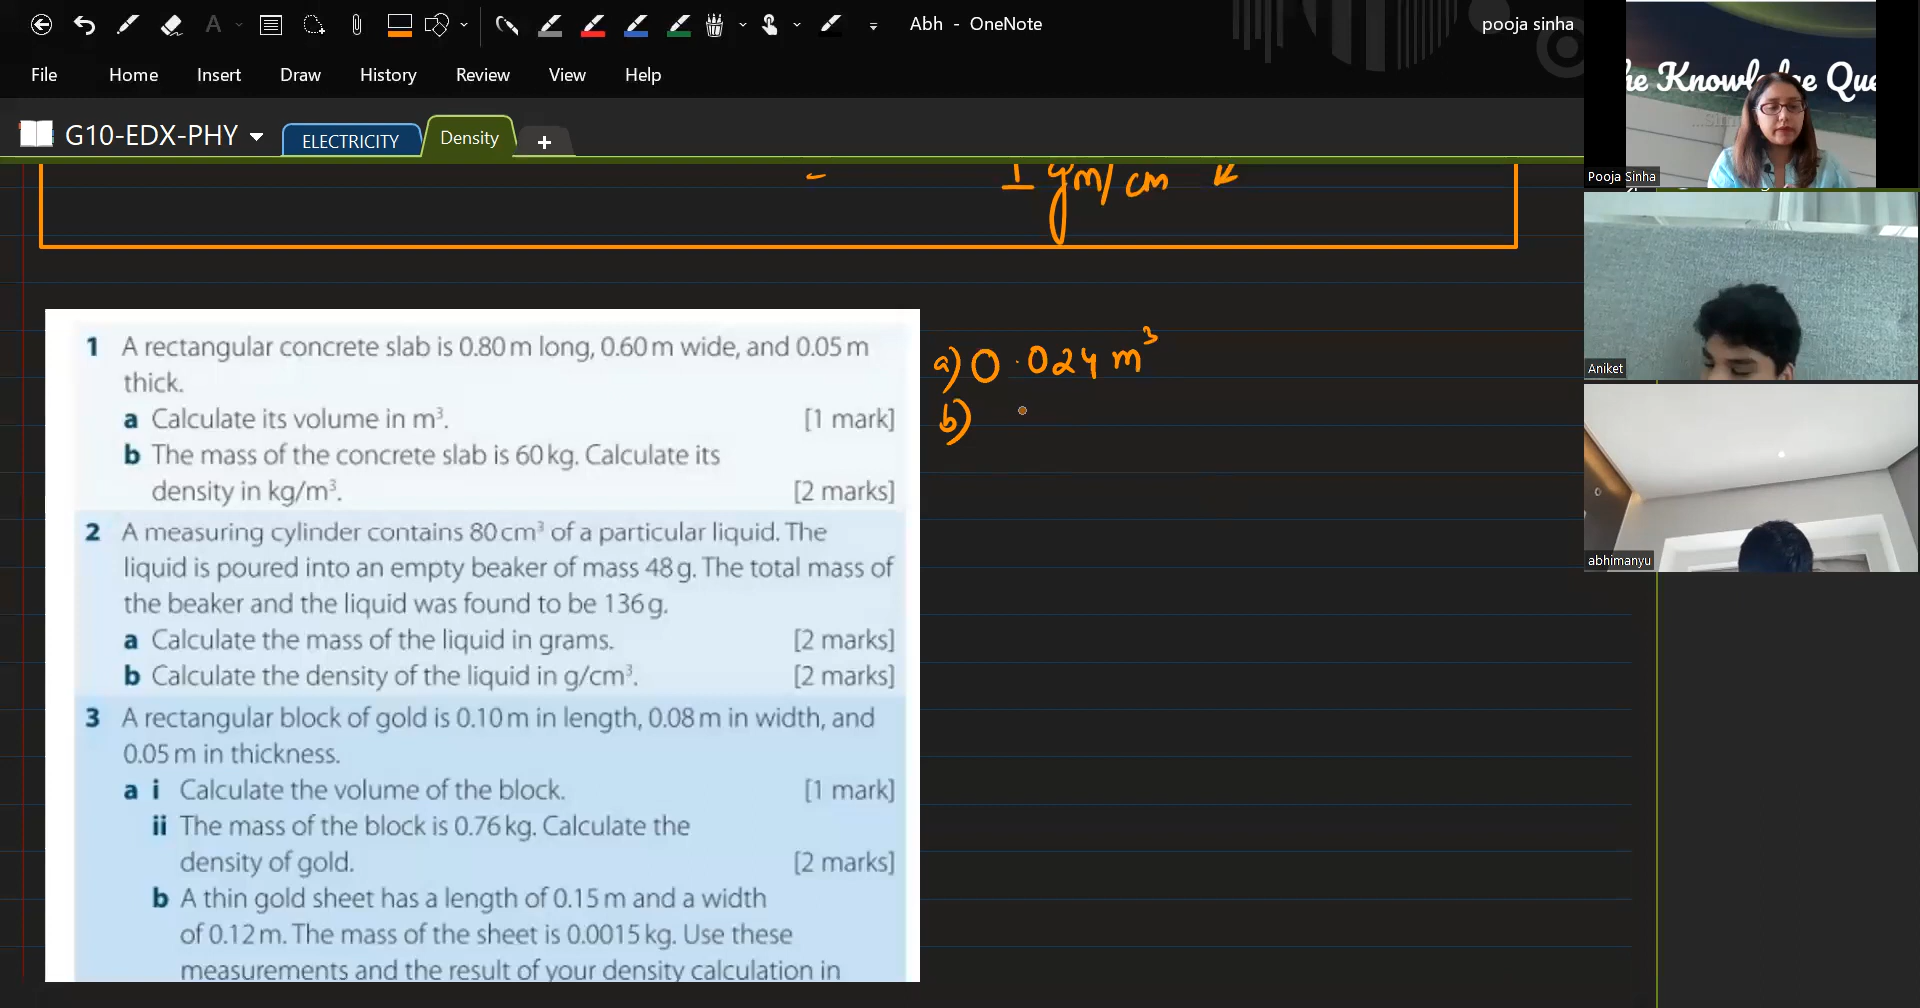 Abh - OneNote
pooja sinha
File Home Insert Draw History Review View Help
G10-EDX-PHY
ELECTRICITY
Density
he Knowledge Que
Pooja Sinha
Aniket
abhimanyu
1 gm/cm
1 A rectangular concrete slab is 0.80 m long, 0.60 m wide, and 0.05 m
thick.
a Calculate its volume in m³. [1 mark]
b The mass of the concrete slab is 60 kg. Calculate its
density in kg/m³. [2 marks]
2 A measuring cylinder contains 80 cm³ of a particular liquid. The
liquid is poured into an empty beaker of mass 48 g. The total mass of
the beaker and the liquid was found to be 136 g.
a Calculate the mass of the liquid in grams. [2 marks]
b Calculate the density of the liquid in g/cm³. [2 marks]
3 A rectangular block of gold is 0.10 m in length, 0.08 m in width, and
0.05 m in thickness.
a i Calculate the volume of the block. [1 mark]
ii The mass of the block is 0.76 kg. Calculate the
density of gold. [2 marks]
b A thin gold sheet has a length of 0.15 m and a width
of 0.12 m. The mass of the sheet is 0.0015 kg. Use these
measurements and the result of your density calculation in
a) 0.024 m³
b)